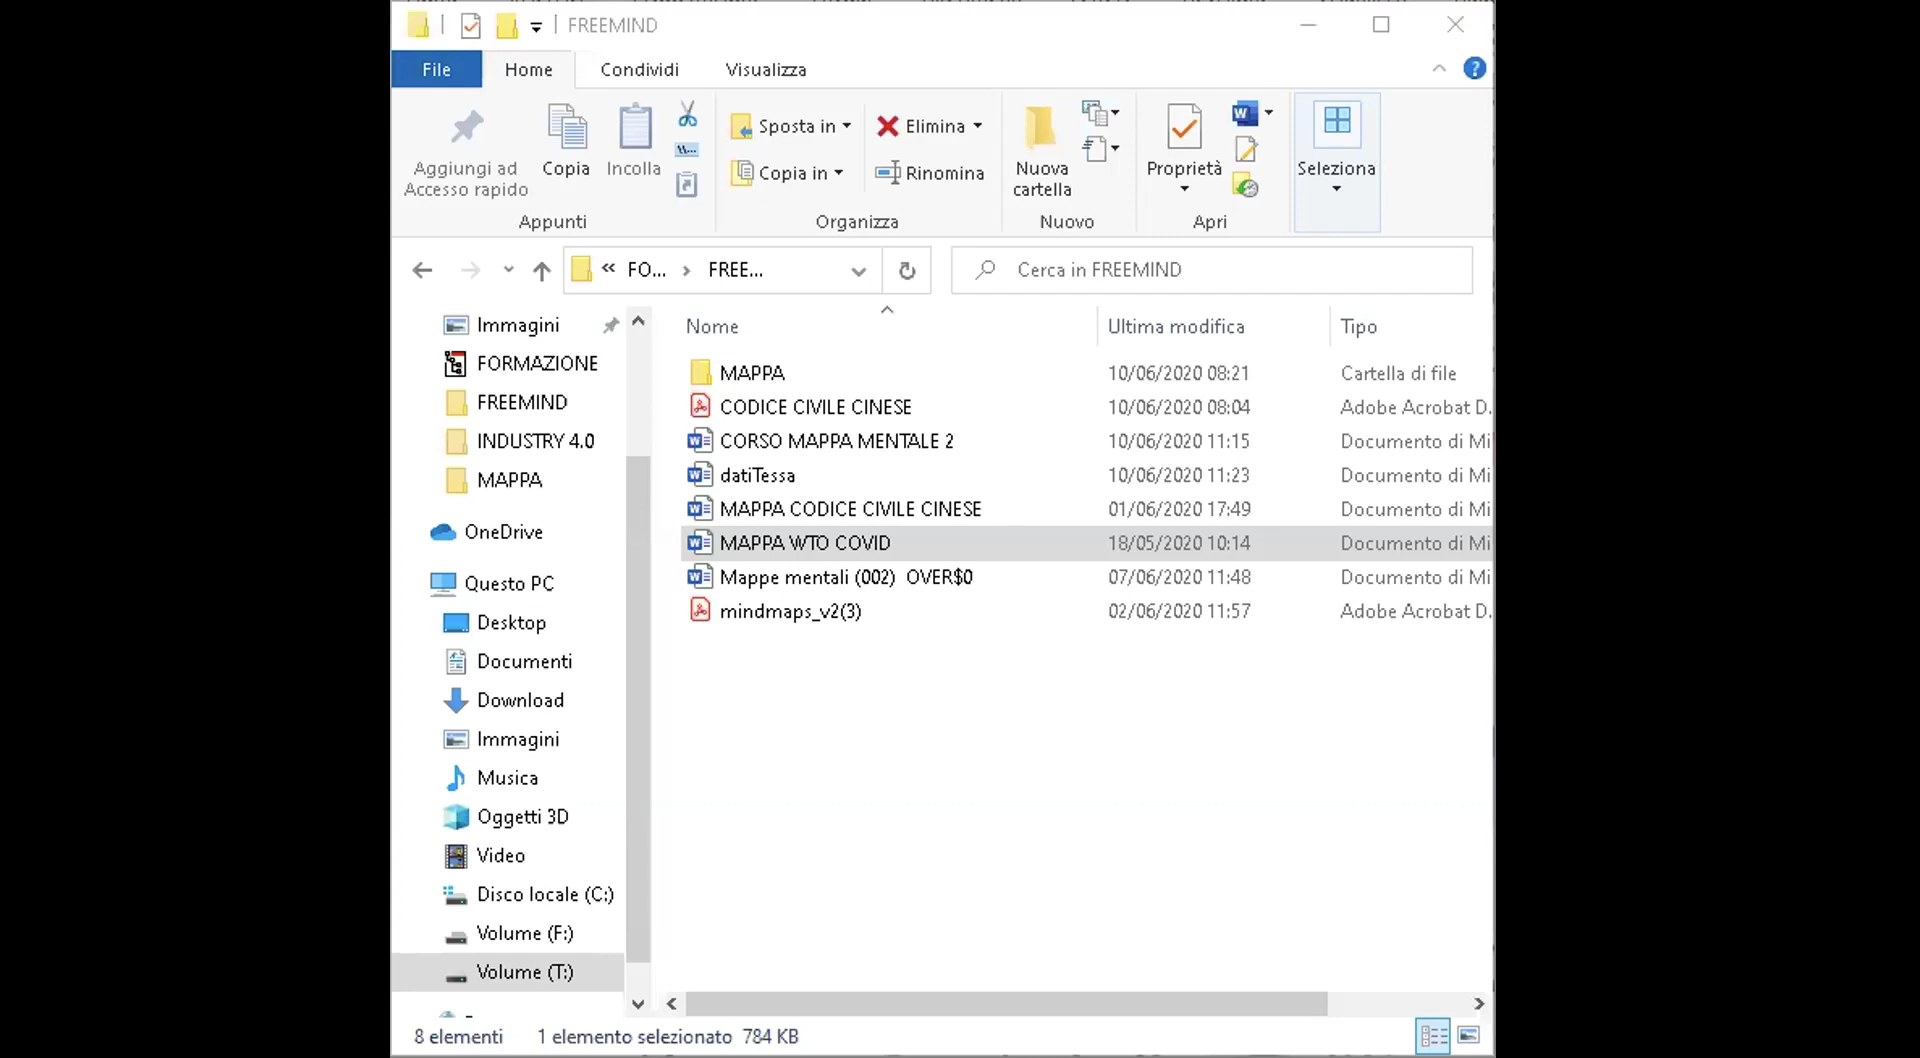 FREEMIND
File Home Condividi Visualizza
Aggiungi ad
Accesso rapido
Copia
Incolla
Sposta in
Copia in
Elimina
Rinomina
Nuova
cartella
Proprietà
Seleziona
Appunti Organizza Nuovo Apri
« FO... › FREE...
Cerca in FREEMIND
Immagini
FORMAZIONE
FREEMIND
INDUSTRY 4.0
MAPPA
OneDrive
Questo PC
Desktop
Documenti
Download
Immagini
Musica
Oggetti 3D
Video
Disco locale (C:)
Volume (F:)
Volume (T:)
Nome Ultima modifica Tipo
MAPPA 10/06/2020 08:21 Cartella di file
CODICE CIVILE CINESE 10/06/2020 08:04 Adobe Acrobat D.
CORSO MAPPA MENTALE 2 10/06/2020 11:15 Documento di Mi
datiTessa 10/06/2020 11:23 Documento di Mi
MAPPA CODICE CIVILE CINESE 01/06/2020 17:49 Documento di Mi
MAPPA WTO COVID 18/05/2020 10:14 Documento di Mi
Mappe mentali (002) OVER$0 07/06/2020 11:48 Documento di Mi
mindmaps_v2(3) 02/06/2020 11:57 Adobe Acrobat D.
8 elementi 1 elemento selezionato 784 KB